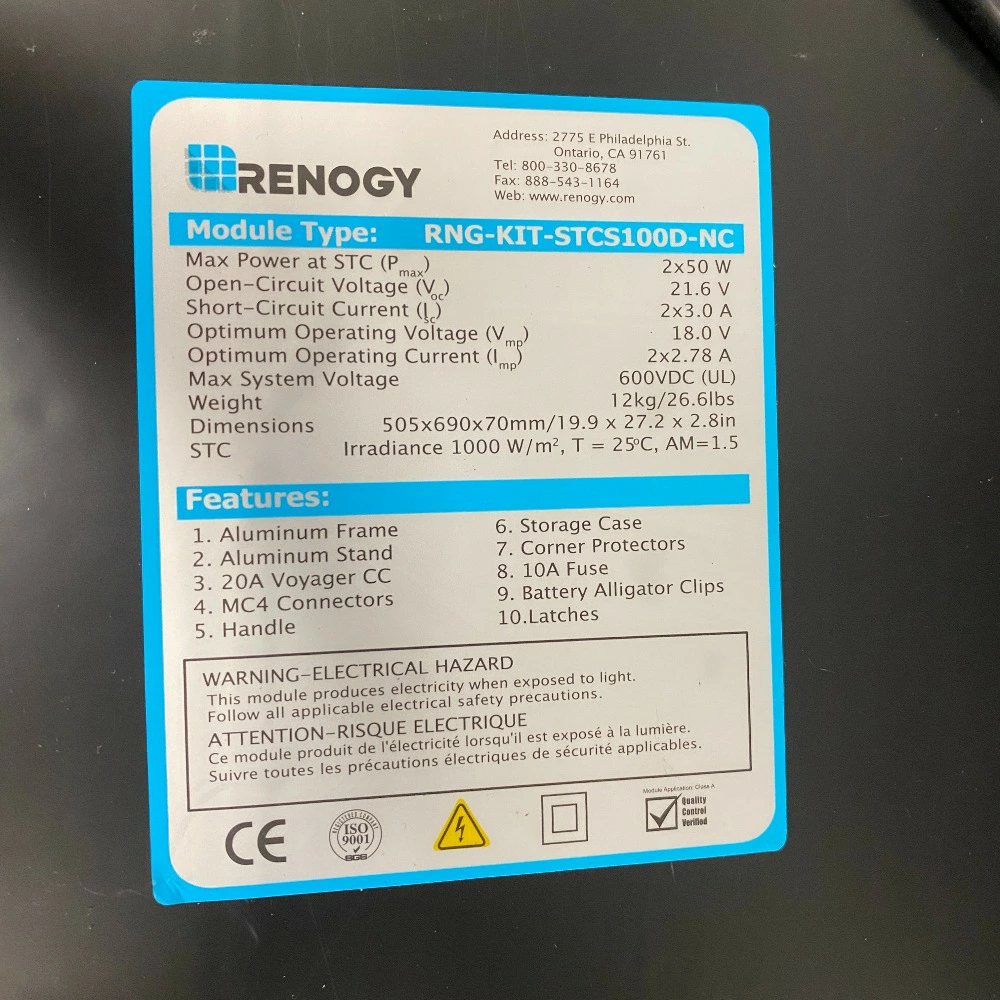 RENOGY
Address: 2775 E Philadelphia St.
Ontario, CA 91761
Tel: 800-330-8678
Fax: 888-543-1164
Web: www.renogy.com
Module Type: RNG-KIT-STCS100D-NC
Max Power at STC (Pmax) 2x50 W
Open-Circuit Voltage (Voc) 21.6 V
Short-Circuit Current (Isc) 2x3.0 A
Optimum Operating Voltage (Vmp) 18.0 V
Optimum Operating Current (Imp) 2x2.78 A
Max System Voltage 600VDC (UL)
Weight 12kg/26.6lbs
Dimensions 505x690x70mm/19.9 x 27.2 x 2.8in
STC Irradiance 1000 W/m², T = 25ºC, AM=1.5
Features:
1. Aluminum Frame
2. Aluminum Stand
3. 20A Voyager CC
4. MC4 Connectors
5. Handle
6. Storage Case
7. Corner Protectors
8. 10A Fuse
9. Battery Alligator Clips
10.Latches
WARNING-ELECTRICAL HAZARD
This module produces electricity when exposed to light.
Follow all applicable electrical safety precautions.
ATTENTION-RISQUE ELECTRIQUE
Ce module produit de l'électricité lorsqu'il est exposé à la lumière.
Suivre toutes les précautions électriques de sécurité applicables.
CE
REGISTERED COMPANY
ISO
9001
SGS
Module Application: Class A
Quality
Control
Verified